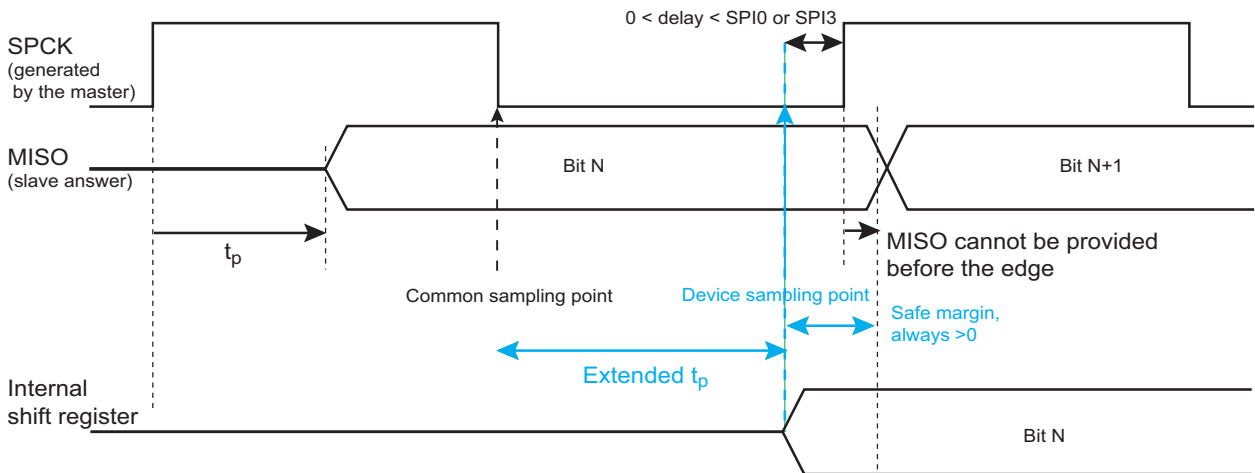 0 < delay < SPI0 or SPI3
SPCK
(generated
by the master)
MISO
(slave answer)
Bit N
Bit N+1
tp
MISO cannot be provided
before the edge
Common sampling point
Device sampling point
Safe margin,
always >0
Extended tp
Internal
shift register
Bit N